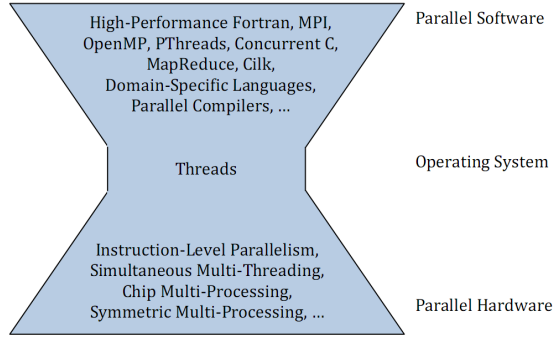 High-Performance Fortran, MPI,
OpenMP, PThreads, Concurrent C,
MapReduce, Cilk,
Domain-Specific Languages,
Parallel Compilers, …
Parallel Software
Threads
Operating System
Instruction-Level Parallelism,
Simultaneous Multi-Threading,
Chip Multi-Processing,
Symmetric Multi-Processing, …
Parallel Hardware